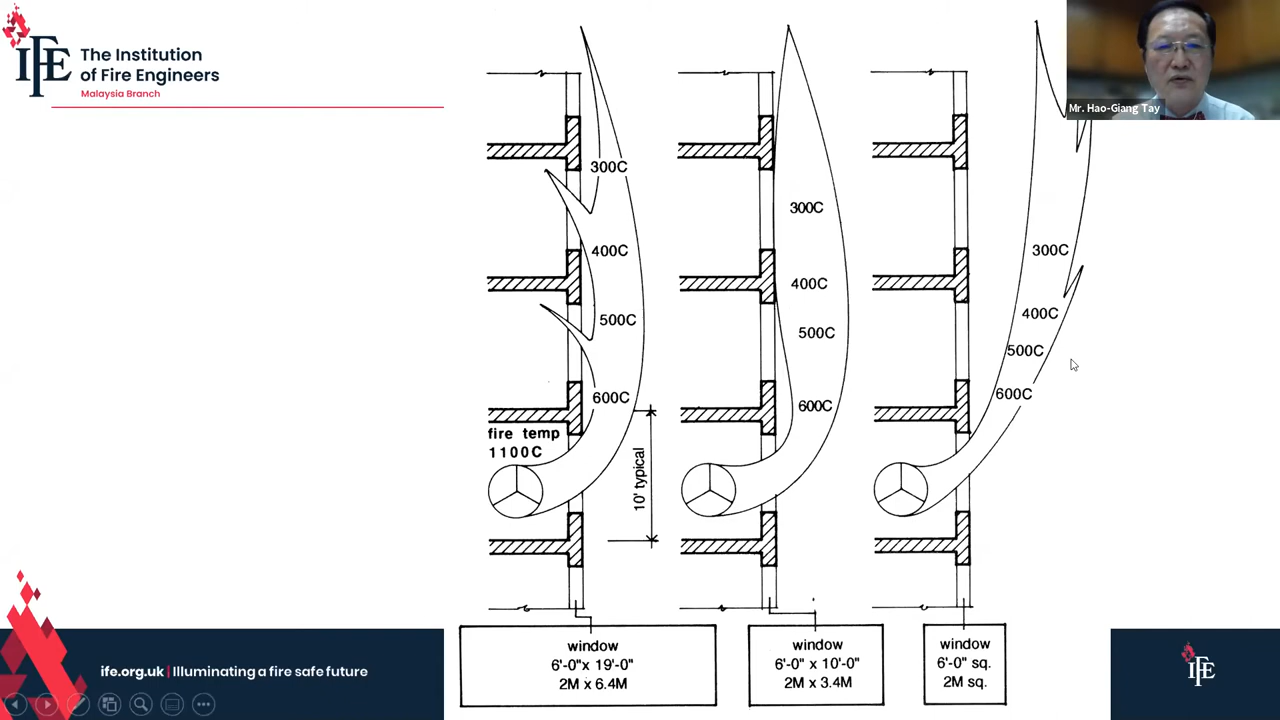 IFE
The Institution
of Fire Engineers
Malaysia Branch
Mr. Hao-Giang Tay
300C
400C
500C
600C
fire temp
1100C
10' typical
300C
400C
500C
600C
300C
400C
500C
600C
window
6'-0"x 19'-0"
2M x 6.4M
window
6'-0" x 10'-0"
2M x 3.4M
window
6'-0" sq.
2M sq.
ife.org.uk | Illuminating a fire safe future
IFE